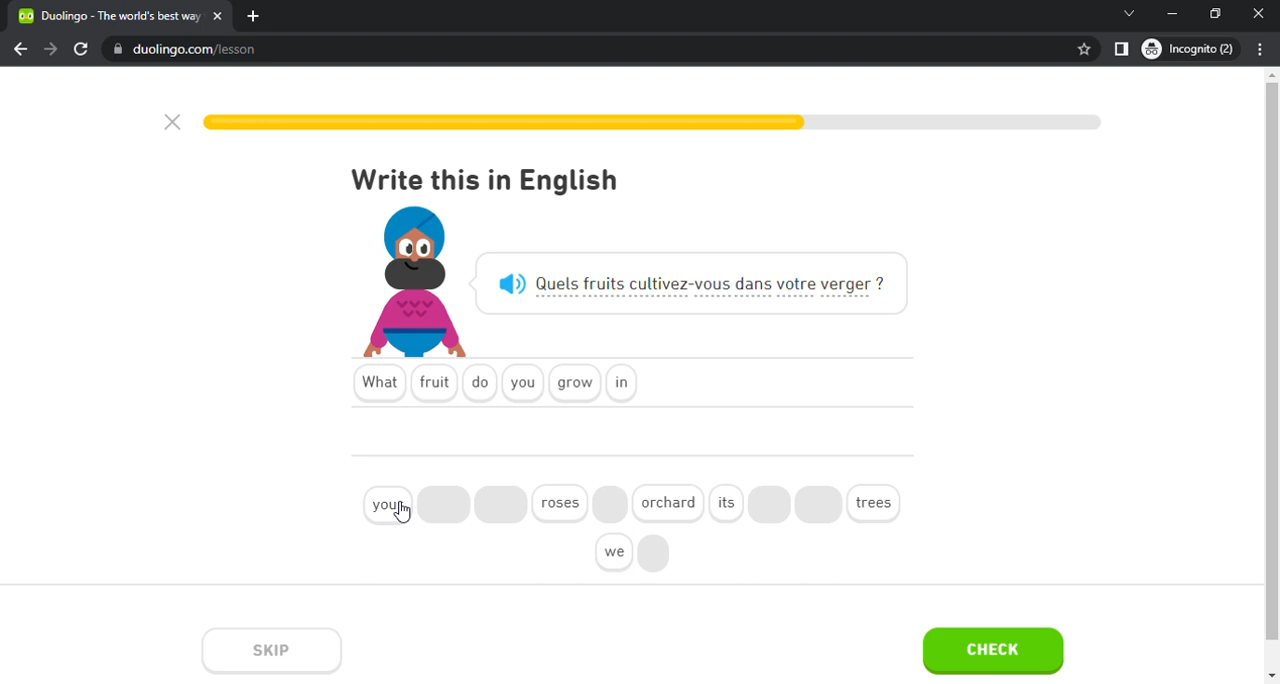 Duolingo - The world's best way
duolingo.com/lesson
Incognito (2)
Write this in English
Quels fruits cultivez-vous dans votre verger ?
What fruit do you grow in
roses orchard its trees
we
SKIP
CHECK